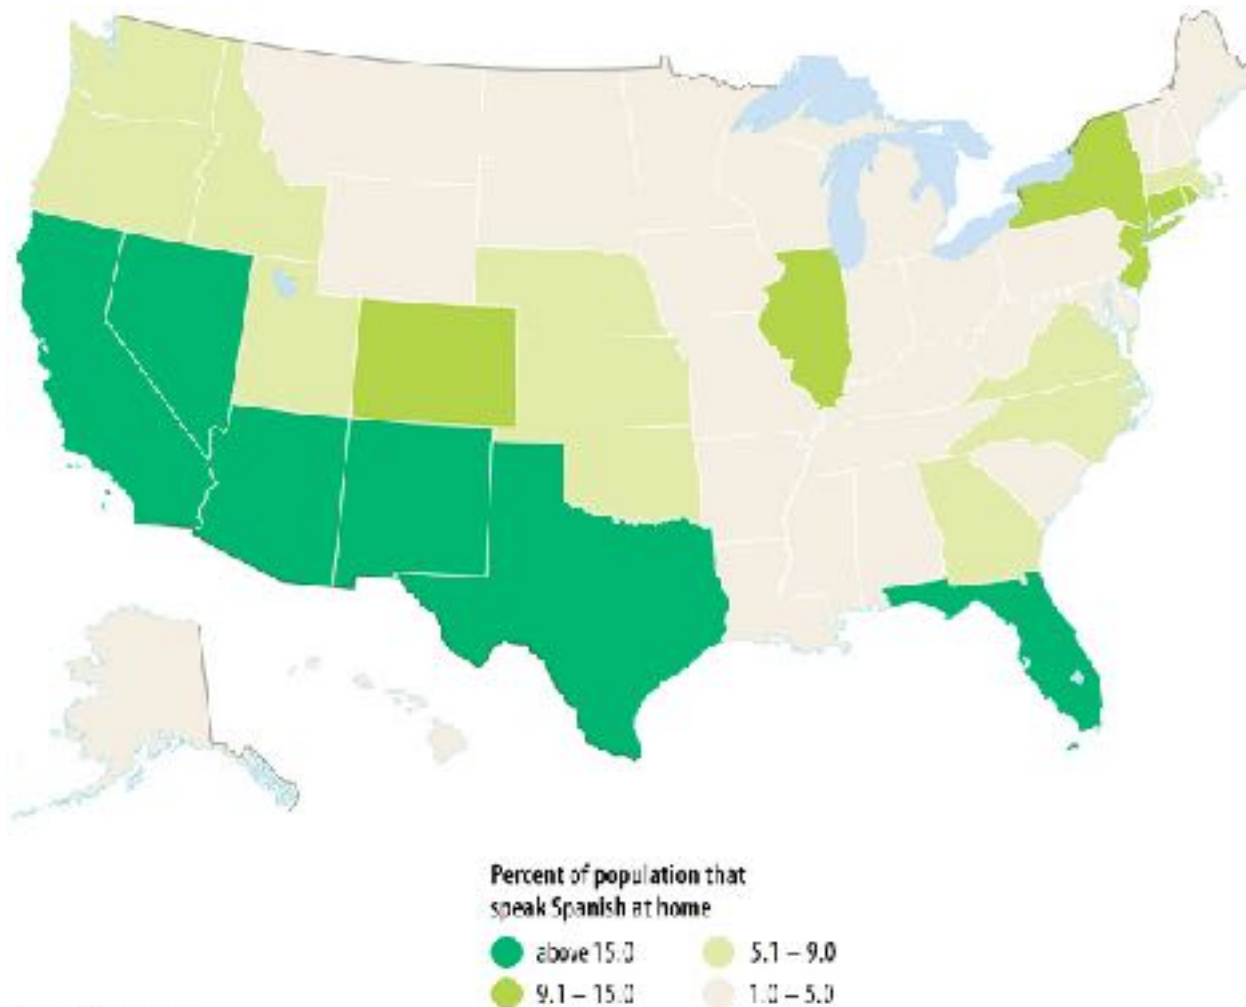 Percent of population that
speak Spanish at home
above 15.0
5.1 – 9.0
9.1 – 15.0
1.0 – 5.0